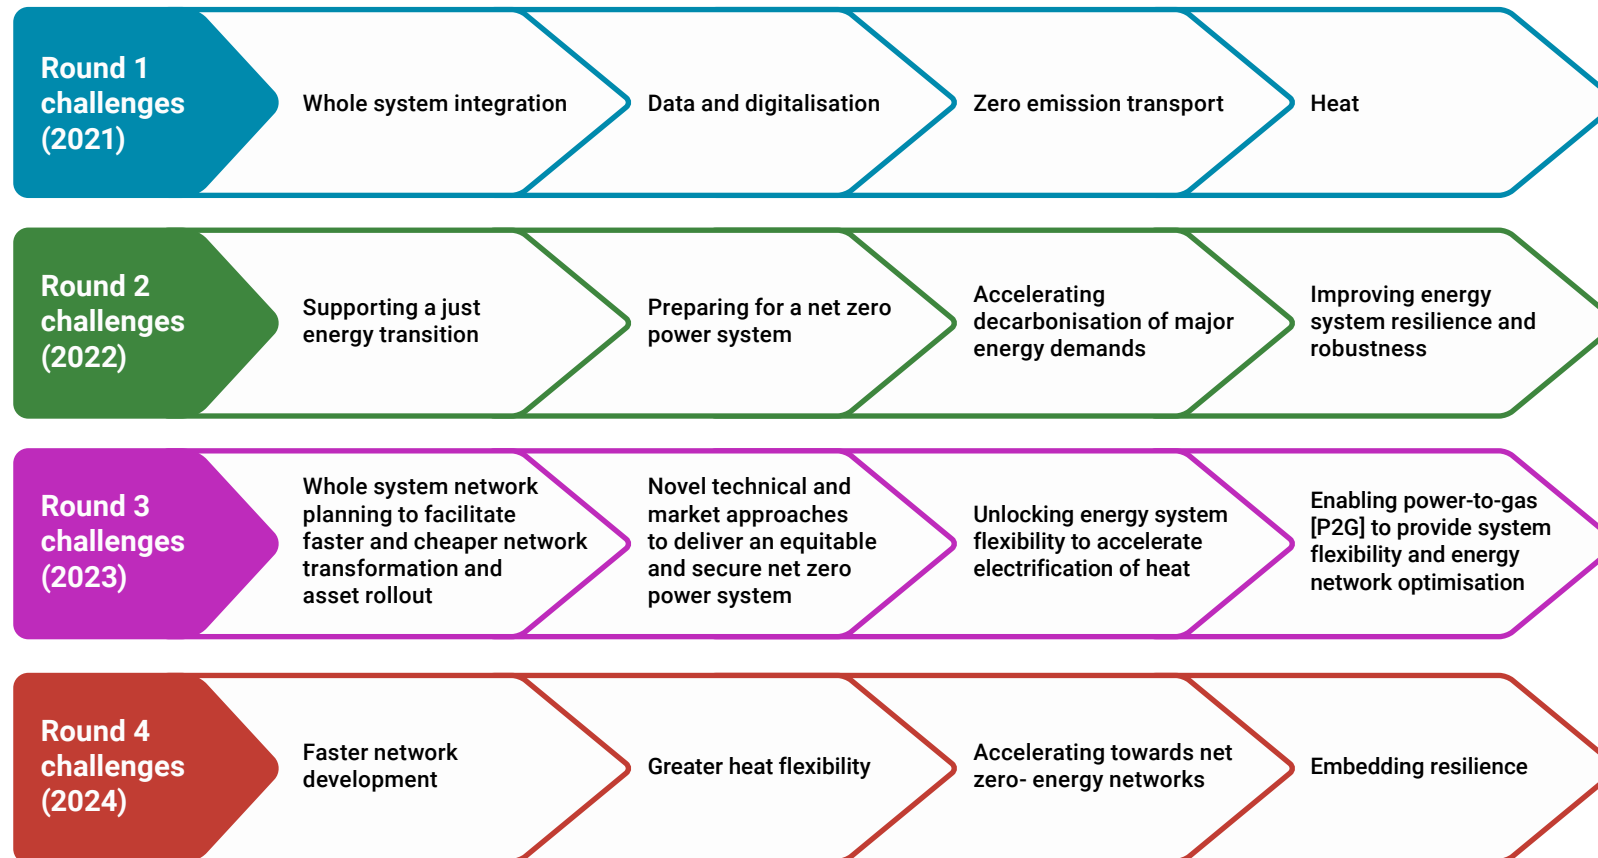 Round 1
challenges
(2021)
Whole system integration
Data and digitalisation
Zero emission transport
Heat
Round 2
challenges
(2022)
Supporting a just
energy transition
Preparing for a net zero
power system
Accelerating
decarbonisation of major
energy demands
Improving energy
system resilience and
robustness
Round 3
challenges
(2023)
Whole system network
planning to facilitate
faster and cheaper network
transformation and
asset rollout
Novel technical and
market approaches
to deliver an equitable
and secure net zero
power system
Unlocking energy system
flexibility to accelerate
electrification of heat
Enabling power-to-gas
[P2G] to provide system
flexibility and energy
network optimisation
Round 4
challenges
(2024)
Faster network
development
Greater heat flexibility
Accelerating towards net
zero- energy networks
Embedding resilience